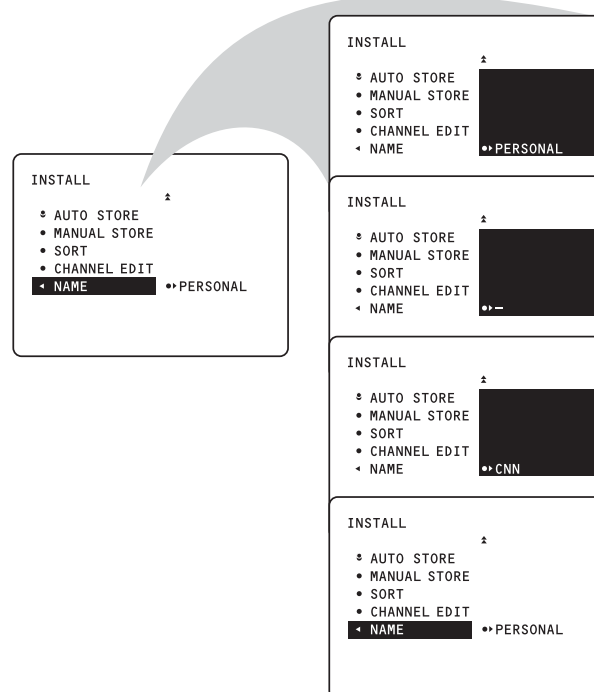 INSTALL
AUTO STORE
MANUAL STORE
SORT
CHANNEL EDIT
NAME PERSONAL
INSTALL
AUTO STORE
MANUAL STORE
SORT
CHANNEL EDIT
NAME PERSONAL
INSTALL
AUTO STORE
MANUAL STORE
SORT
CHANNEL EDIT
NAME –
INSTALL
AUTO STORE
MANUAL STORE
SORT
CHANNEL EDIT
NAME CNN
INSTALL
AUTO STORE
MANUAL STORE
SORT
CHANNEL EDIT
NAME PERSONAL